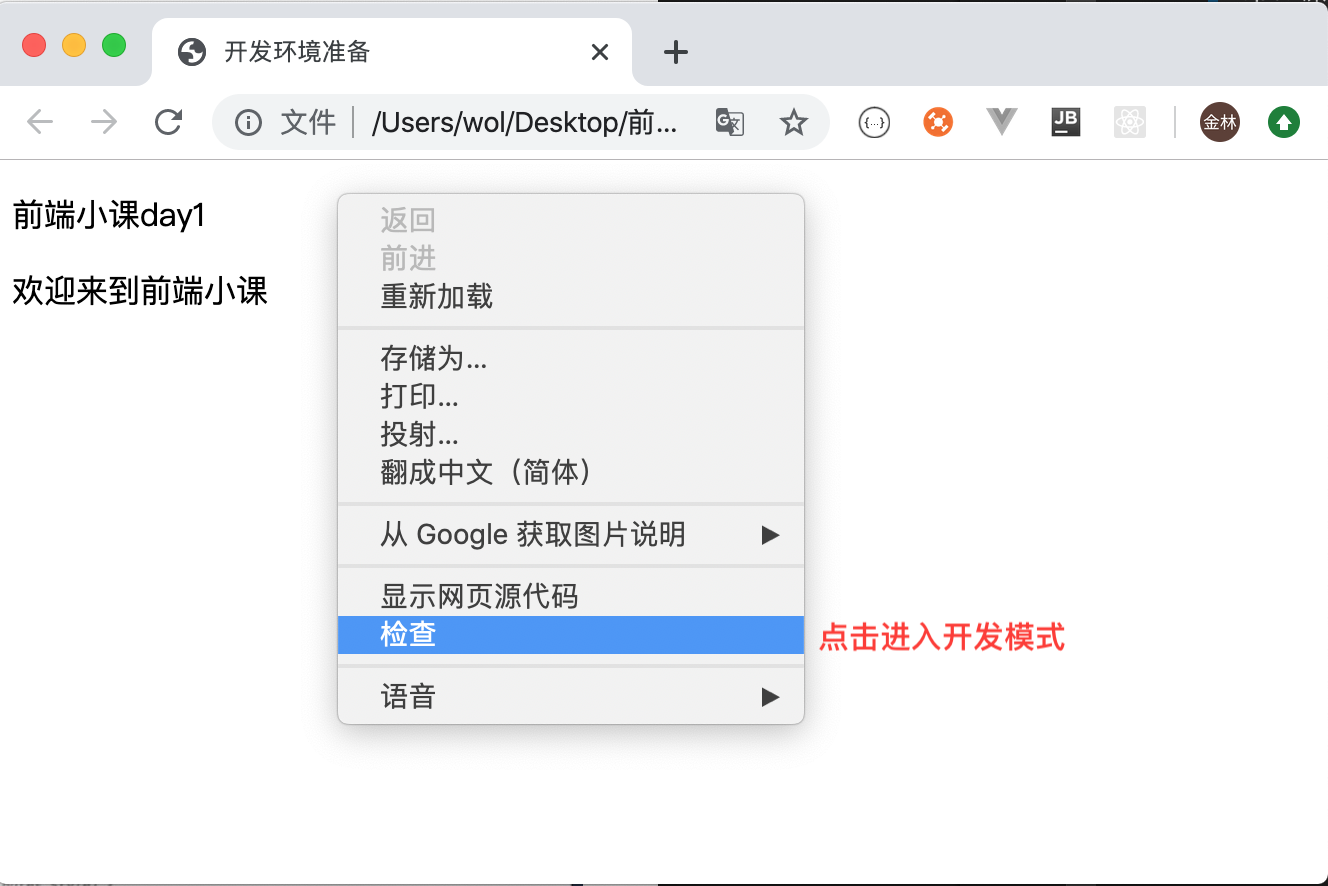 开发环境准备
文件 /Users/wol/Desktop/前...
{...}
JB
金林
前端小课day1
欢迎来到前端小课
返回
前进
重新加载
存储为...
打印...
投射...
翻成中文（简体）
从 Google 获取图片说明
显示网页源代码
检查
点击进入开发模式
语音